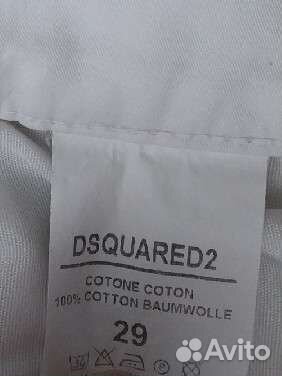 DSQUARED2
COTONE COTON
100% COTTON BAUMWOLLE
29
Avito